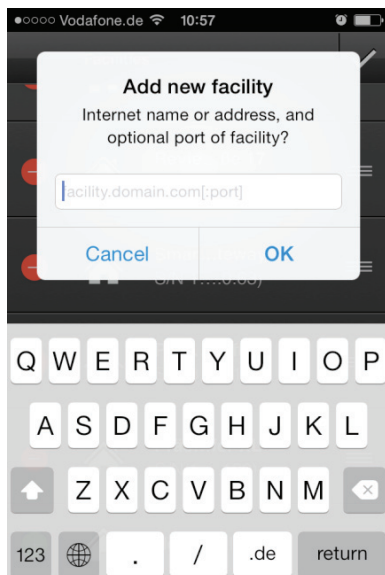 Vodafone.de 10:57
Add new facility
Internet name or address, and
optional port of facility?
facility.domain.com[:port]
Cancel OK
Q W E R T Y U I O P
A S D F G H J K L
Z X C V B N M
123 . / .de return